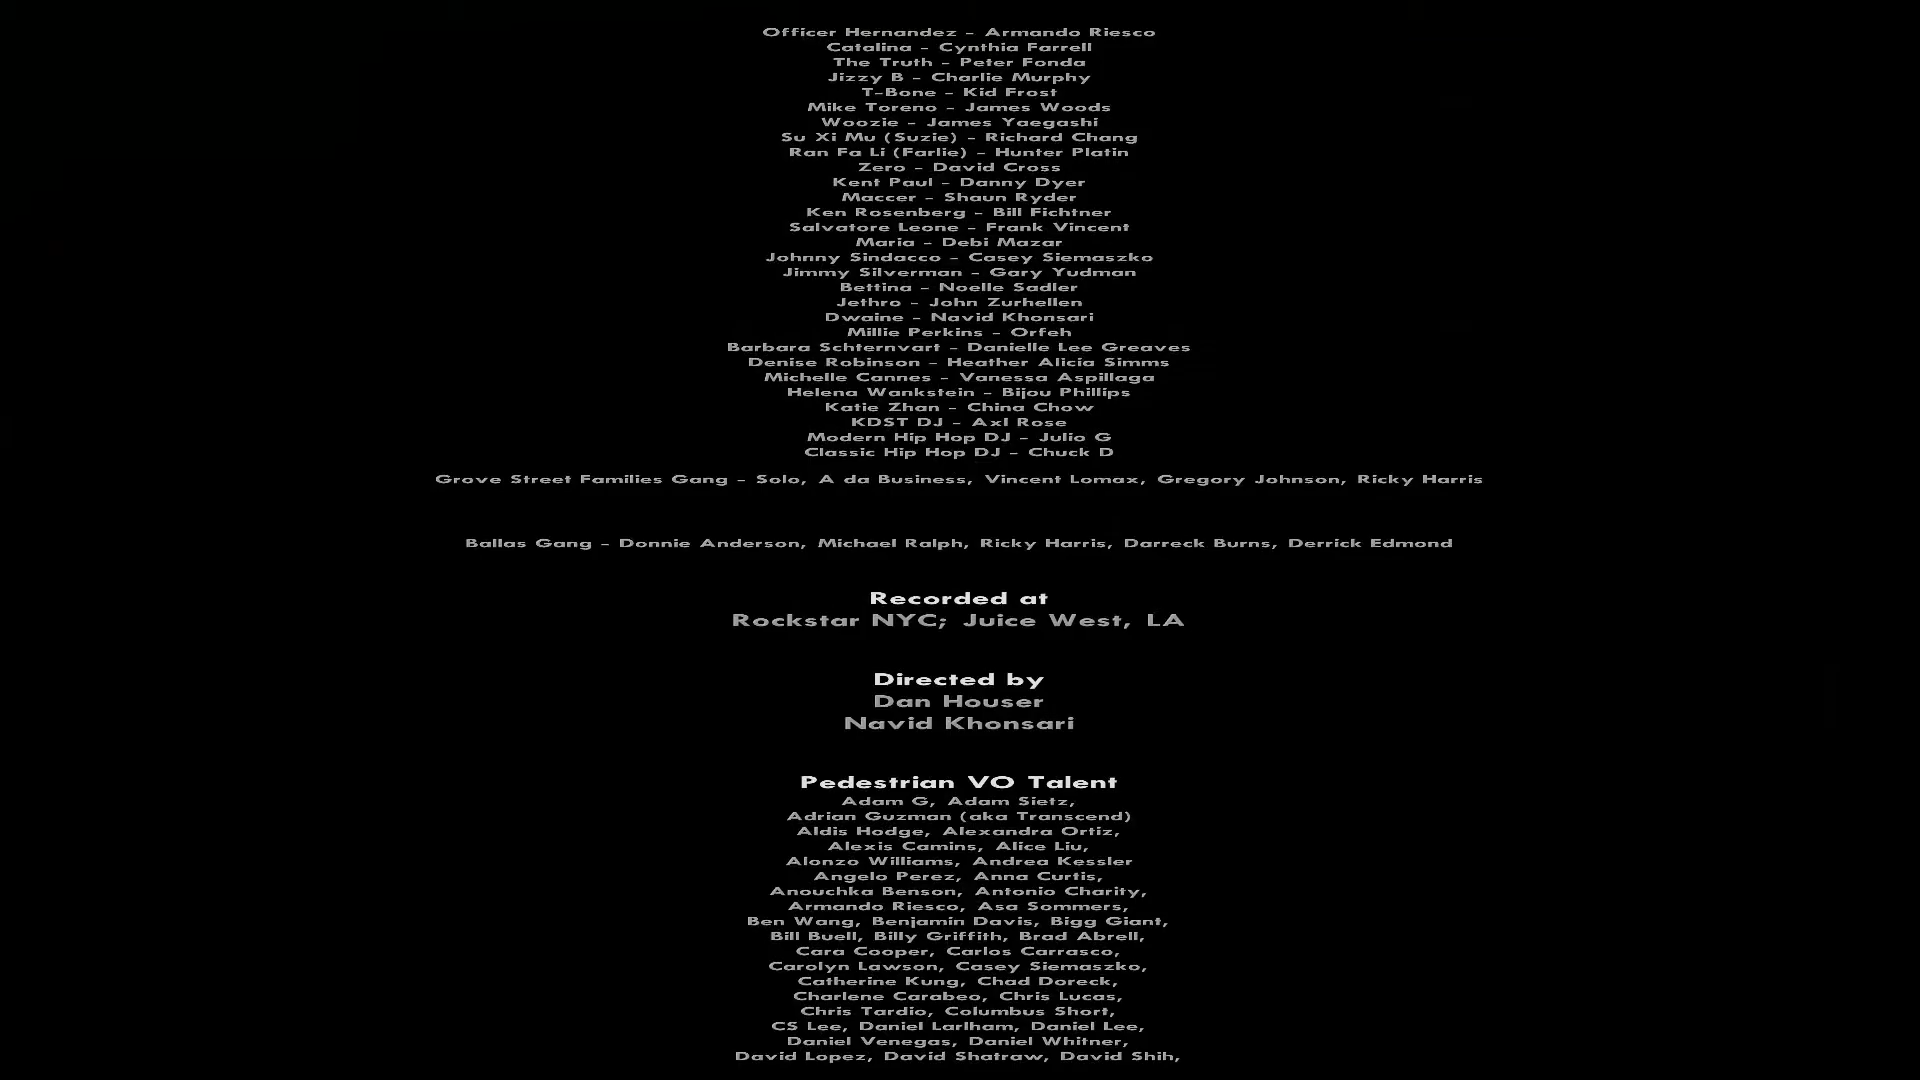 Officer Hernandez - Armando Riesco
Catalina - Cynthia Farrell
The Truth - Peter Fonda
Jizzy B - Charlie Murphy
T-Bone - Kid Frost
Mike Toreno - James Woods
Woozie - James Yaegashi
Su Xi Mu (Suzie) - Richard Chang
Ran Fa Li (Farlie) - Hunter Platin
Zero - David Cross
Kent Paul - Danny Dyer
Maccer - Shaun Ryder
Ken Rosenberg - Bill Fichtner
Salvatore Leone - Frank Vincent
Maria - Debi Mazar
Johnny Sindacco - Casey Siemaszko
Jimmy Silverman - Gary Yudman
Bettina - Noelle Sadler
Jethro - John Zurhellen
Dwaine - Navid Khonsari
Millie Perkins - Orfeh
Barbara Schternvart - Danielle Lee Greaves
Denise Robinson - Heather Alicia Simms
Michelle Cannes - Vanessa Aspillaga
Helena Wankstein - Bijou Phillips
Katie Zhan - China Chow
KDST DJ - Axl Rose
Modern Hip Hop DJ - Julio G
Classic Hip Hop DJ - Chuck D
Grove Street Families Gang - Solo, A da Business, Vincent Lomax, Gregory Johnson, Ricky Harris
Ballas Gang - Donnie Anderson, Michael Ralph, Ricky Harris, Darreck Burns, Derrick Edmond
Recorded at
Rockstar NYC; Juice West, LA
Directed by
Dan Houser
Navid Khonsari
Pedestrian VO Talent
Adam G, Adam Sietz,
Adrian Guzman (aka Transcend)
Aldis Hodge, Alexandra Ortiz,
Alexis Camins, Alice Liu,
Alonzo Williams, Andrea Kessler
Angelo Perez, Anna Curtis,
Anouchka Benson, Antonio Charity,
Armando Riesco, Asa Sommers,
Ben Wang, Benjamin Davis, Bigg Giant,
Bill Buell, Billy Griffith, Brad Abrell,
Cara Cooper, Carlos Carrasco,
Carolyn Lawson, Casey Siemaszko,
Catherine Kung, Chad Doreck,
Charlene Carabeo, Chris Lucas,
Chris Tardio, Columbus Short,
CS Lee, Daniel Larlham, Daniel Lee,
Daniel Venegas, Daniel Whitner,
David Lopez, David Shatraw, David Shih,